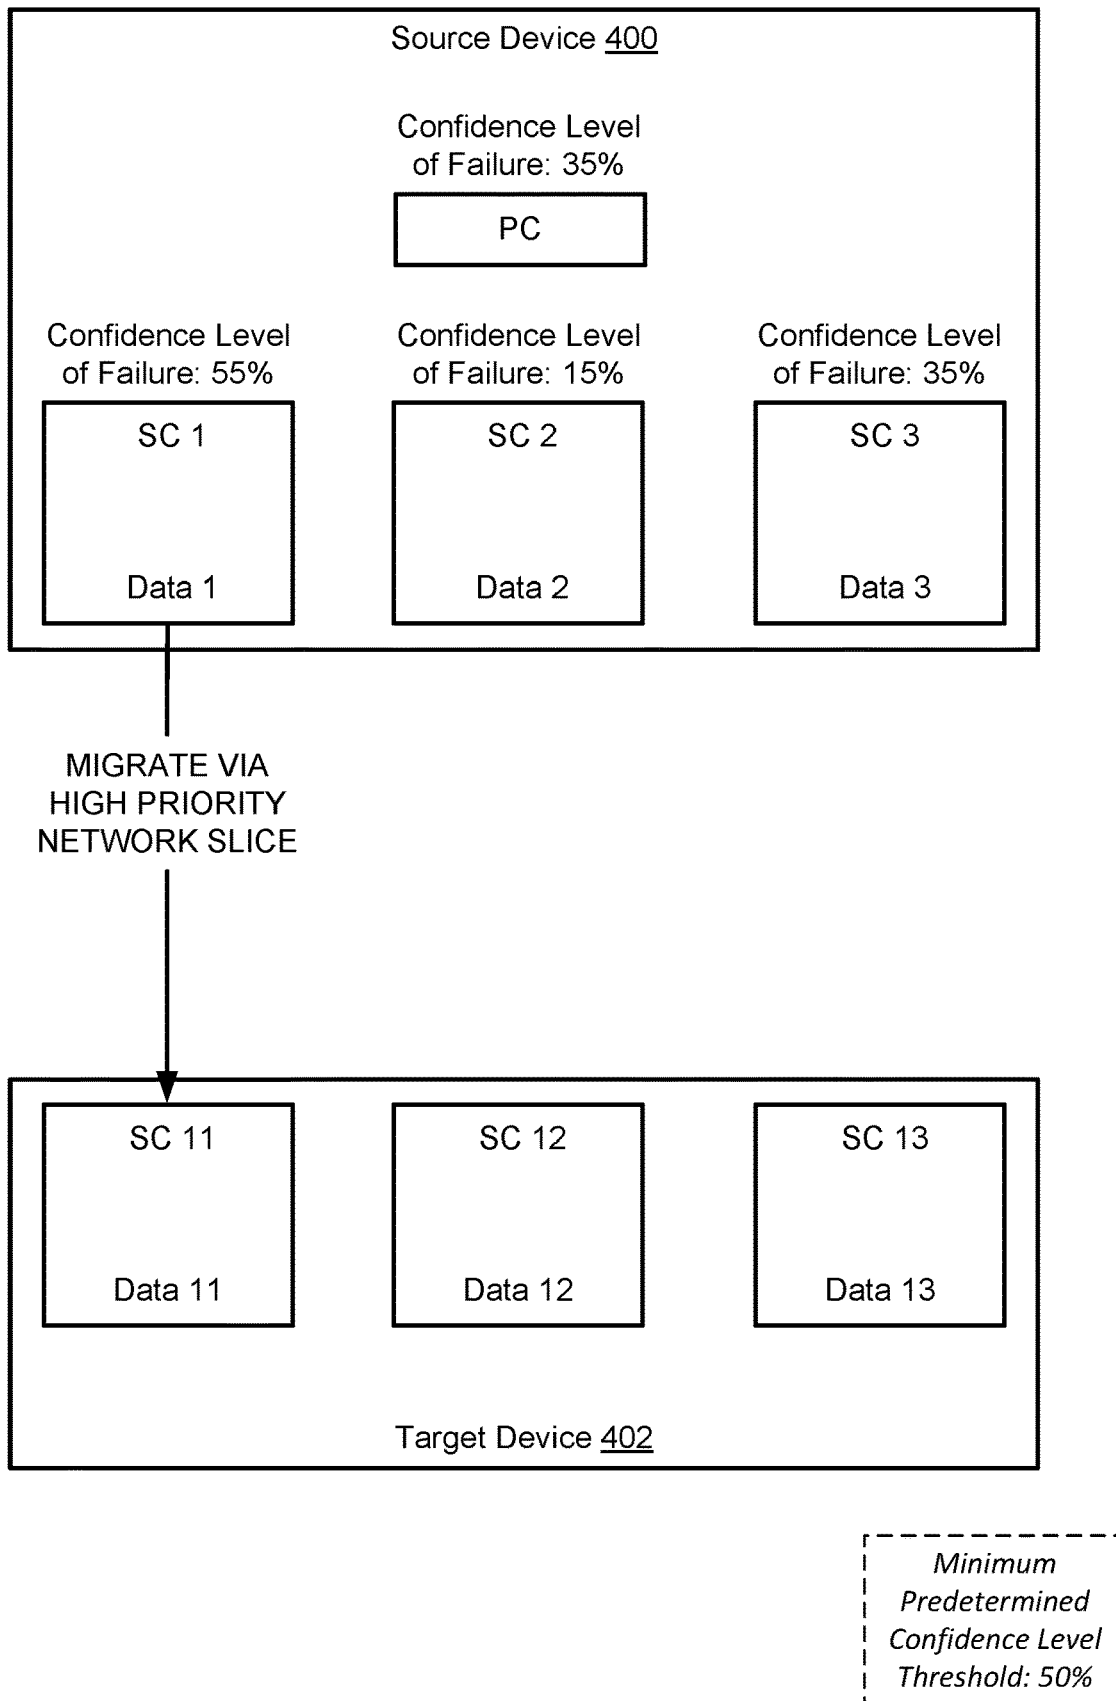 Source Device 400
Confidence Level
of Failure: 35%
PC
Confidence Level
of Failure: 55%
Confidence Level
of Failure: 15%
Confidence Level
of Failure: 35%
SC 1
SC 2
SC 3
Data 1
Data 2
Data 3
MIGRATE VIA
HIGH PRIORITY
NETWORK SLICE
SC 11
SC 12
SC 13
Data 11
Data 12
Data 13
Target Device 402
Minimum
Predetermined
Confidence Level
Threshold: 50%